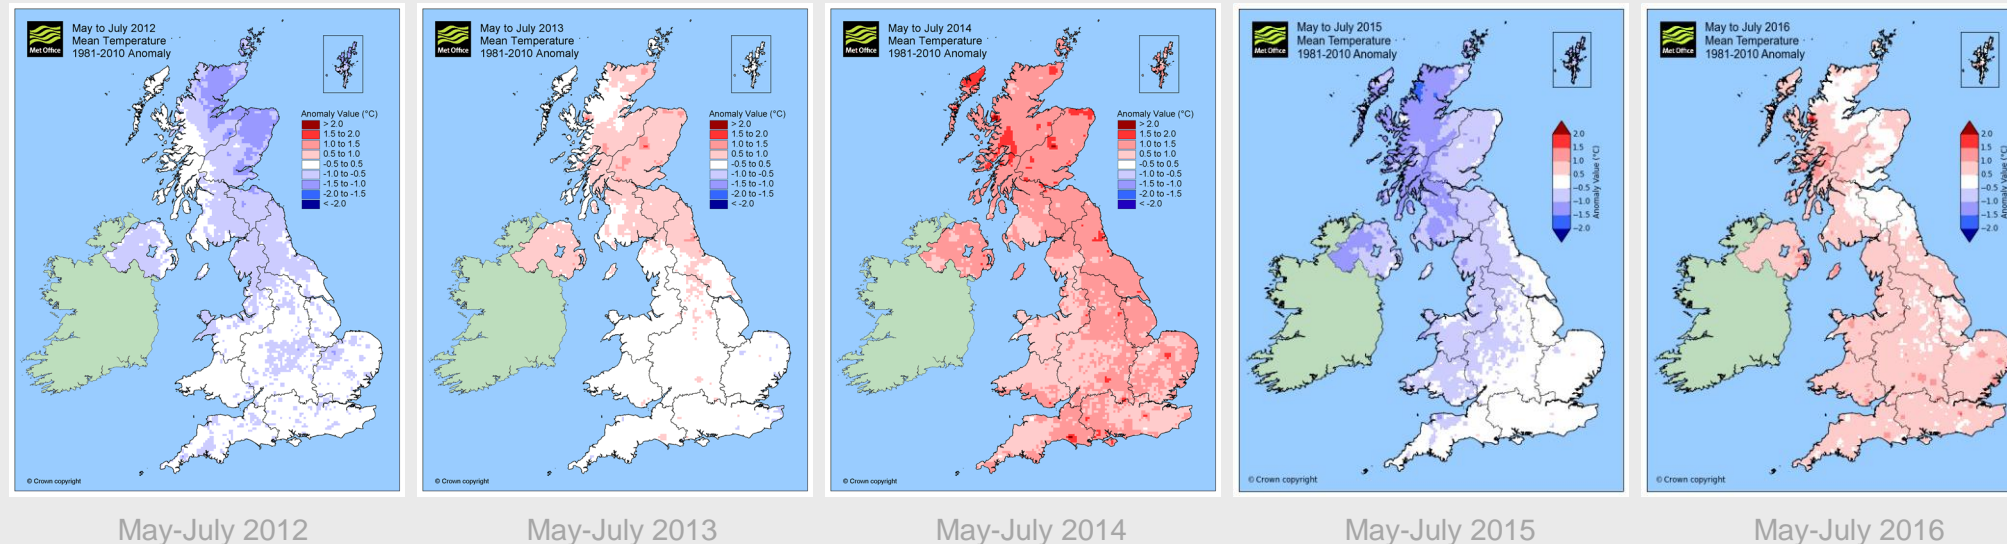 Met Office
May to July 2012
Mean Temperature
1981-2010 Anomaly
Anomaly Value (°C)
> 2.0
1.5 to 2.0
1.0 to 1.5
0.5 to 1.0
-0.5 to 0.5
-1.0 to -0.5
-1.5 to -1.0
-2.0 to -1.5
< -2.0
© Crown copyright
May-July 2012
Met Office
May to July 2013
Mean Temperature
1981-2010 Anomaly
Anomaly Value (°C)
> 2.0
1.5 to 2.0
1.0 to 1.5
0.5 to 1.0
-0.5 to 0.5
-1.0 to -0.5
-1.5 to -1.0
-2.0 to -1.5
< -2.0
© Crown copyright
May-July 2013
Met Office
May to July 2014
Mean Temperature
1981-2010 Anomaly
Anomaly Value (°C)
> 2.0
1.5 to 2.0
1.0 to 1.5
0.5 to 1.0
-0.5 to 0.5
-1.0 to -0.5
-1.5 to -1.0
-2.0 to -1.5
< -2.0
© Crown copyright
May-July 2014
Met Office
May to July 2015
Mean Temperature
1981-2010 Anomaly
2.0
1.5
1.0
0.5
−0.5
−1.0
−1.5
−2.0
Anomaly Value (°C)
© Crown copyright
May-July 2015
Met Office
May to July 2016
Mean Temperature
1981-2010 Anomaly
2.0
1.5
1.0
0.5
−0.5
−1.0
−1.5
−2.0
Anomaly Value (°C)
© Crown copyright
May-July 2016